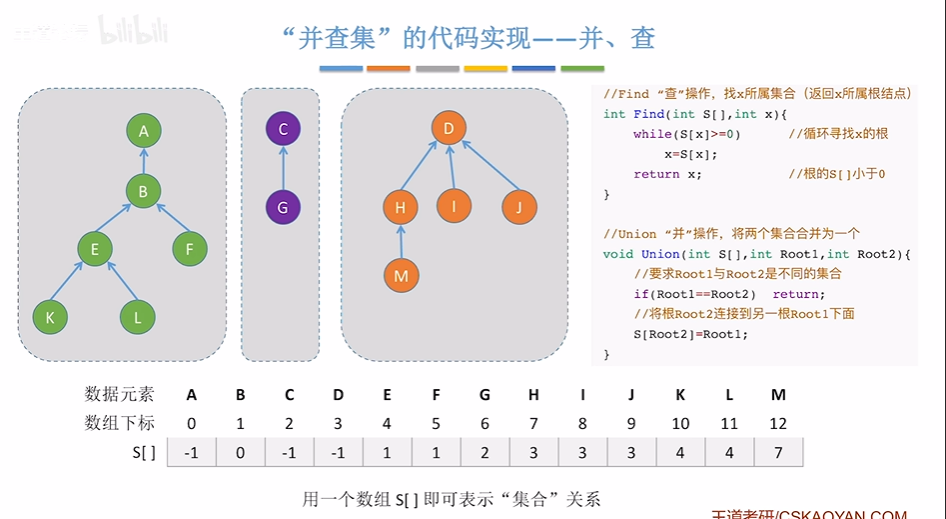 bilibili
“并查集”的代码实现——并、查
A
B
E
F
K
L
C
G
D
H
I
J
M
//Find “查”操作，找x所属集合（返回x所属根结点）
int Find(int S[],int x){
while(S[x]>=0) //循环寻找x的根
x=S[x];
return x; //根的S[]小于0
}
//Union “并”操作，将两个集合合并为一个
void Union(int S[],int Root1,int Root2){
//要求Root1与Root2是不同的集合
if(Root1==Root2) return;
//将根Root2连接到另一根Root1下面
S[Root2]=Root1;
}
数据元素 A B C D E F G H I J K L M
数组下标 0 1 2 3 4 5 6 7 8 9 10 11 12
S[ ] -1 0 -1 -1 1 1 2 3 3 3 4 4 7
用一个数组 S[ ] 即可表示“集合”关系
王道考研/CSKAOYAN.COM